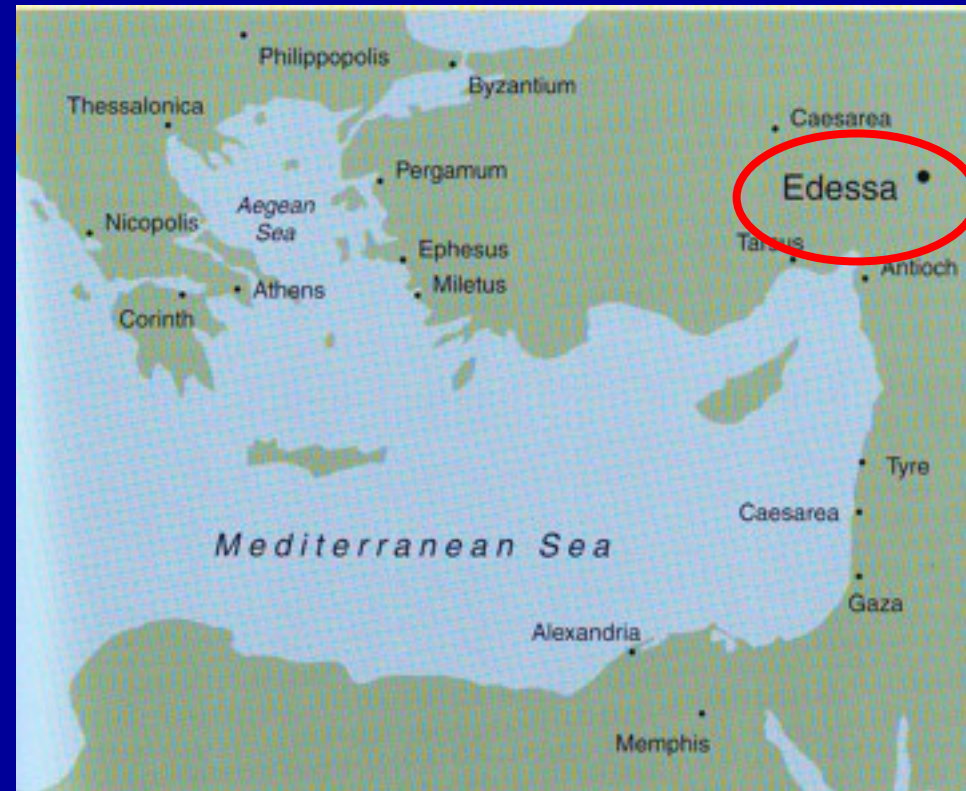 Philippopolis
Byzantium
Thessalonica
Caesarea
Pergamum
Edessa
Aegean
Sea
Nicopolis
Ephesus
Tarsus
Antioch
Miletus
Athens
Corinth
Tyre
Caesarea
Mediterranean Sea
Gaza
Alexandria
Memphis